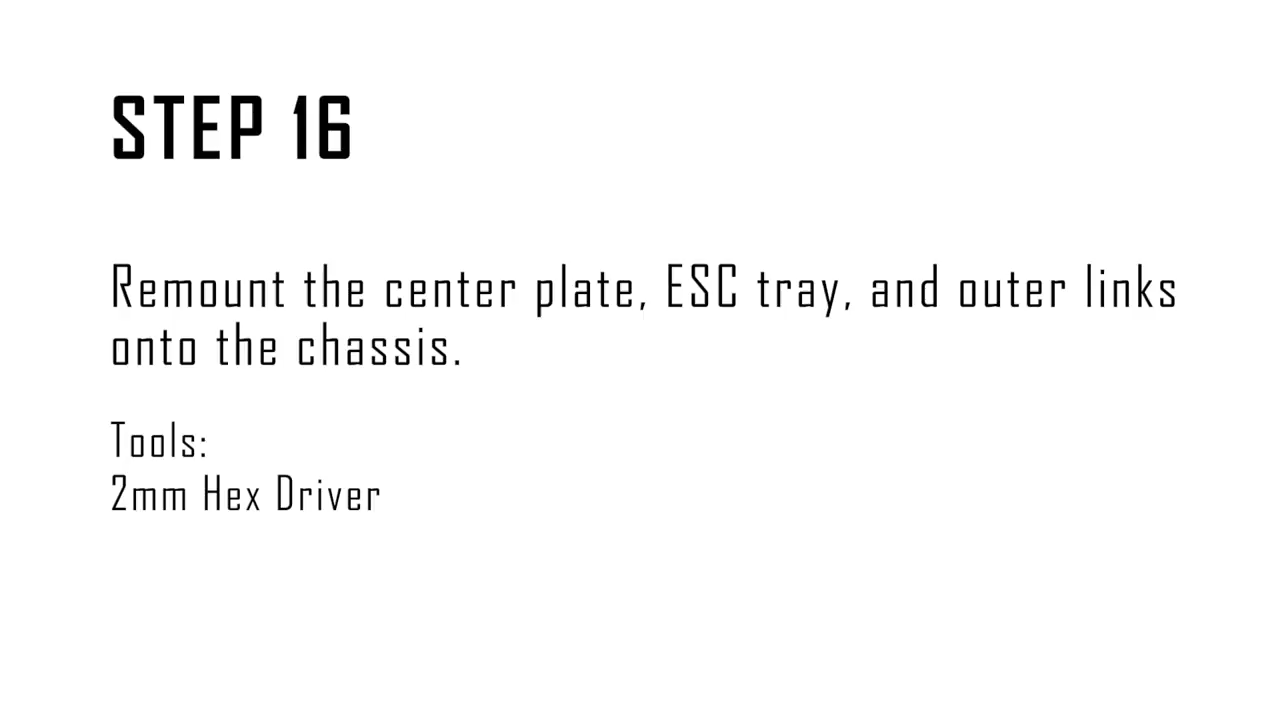 STEP 16
Remount the center plate, ESC tray, and outer links
onto the chassis.
Tools:
2mm Hex Driver